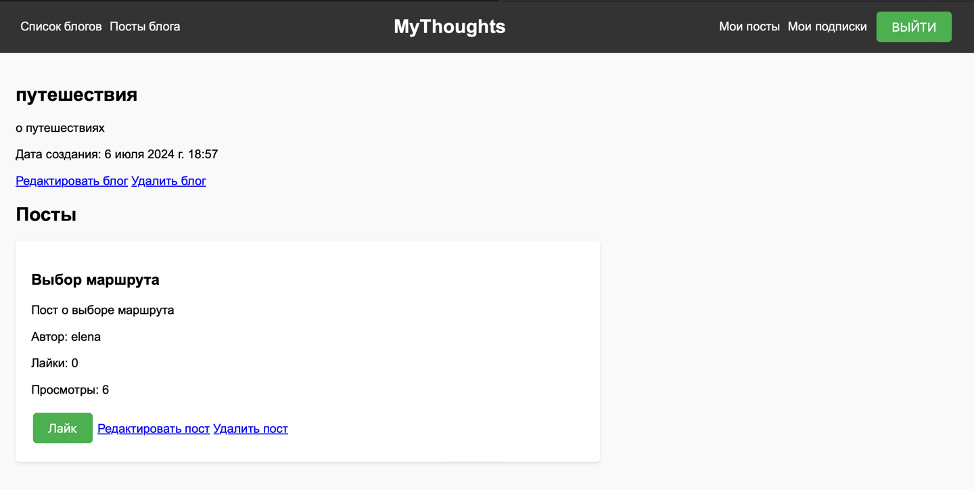 Список блогов Посты блога MyThoughts Мои посты Мои подписки ВЫЙТИ
путешествия
о путешествиях
Дата создания: 6 июля 2024 г. 18:57
Редактировать блог Удалить блог
Посты
Выбор маршрута
Пост о выборе маршрута
Автор: elena
Лайки: 0
Просмотры: 6
Лайк Редактировать пост Удалить пост